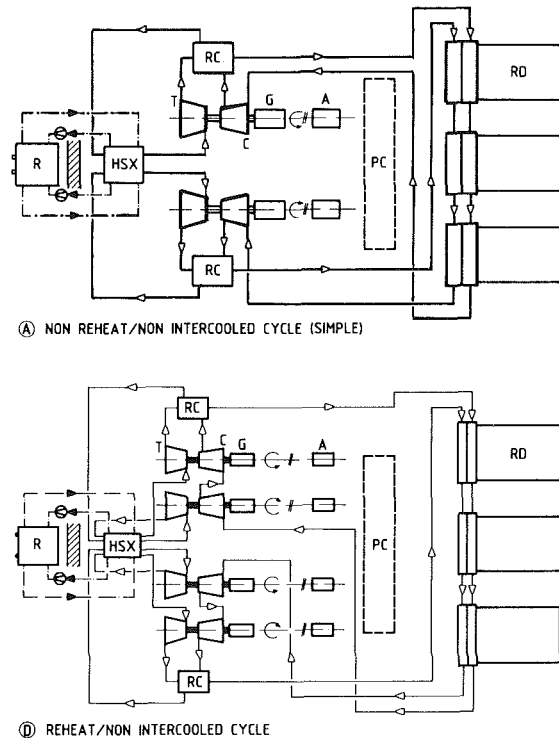 RC
T
G
A
C
R
HSX
PC
RD
RC
Ⓐ NON REHEAT/NON INTERCOOLED CYCLE (SIMPLE)
RC
T
C
G
A
R
HSX
PC
RD
RC
Ⓓ REHEAT/NON INTERCOOLED CYCLE